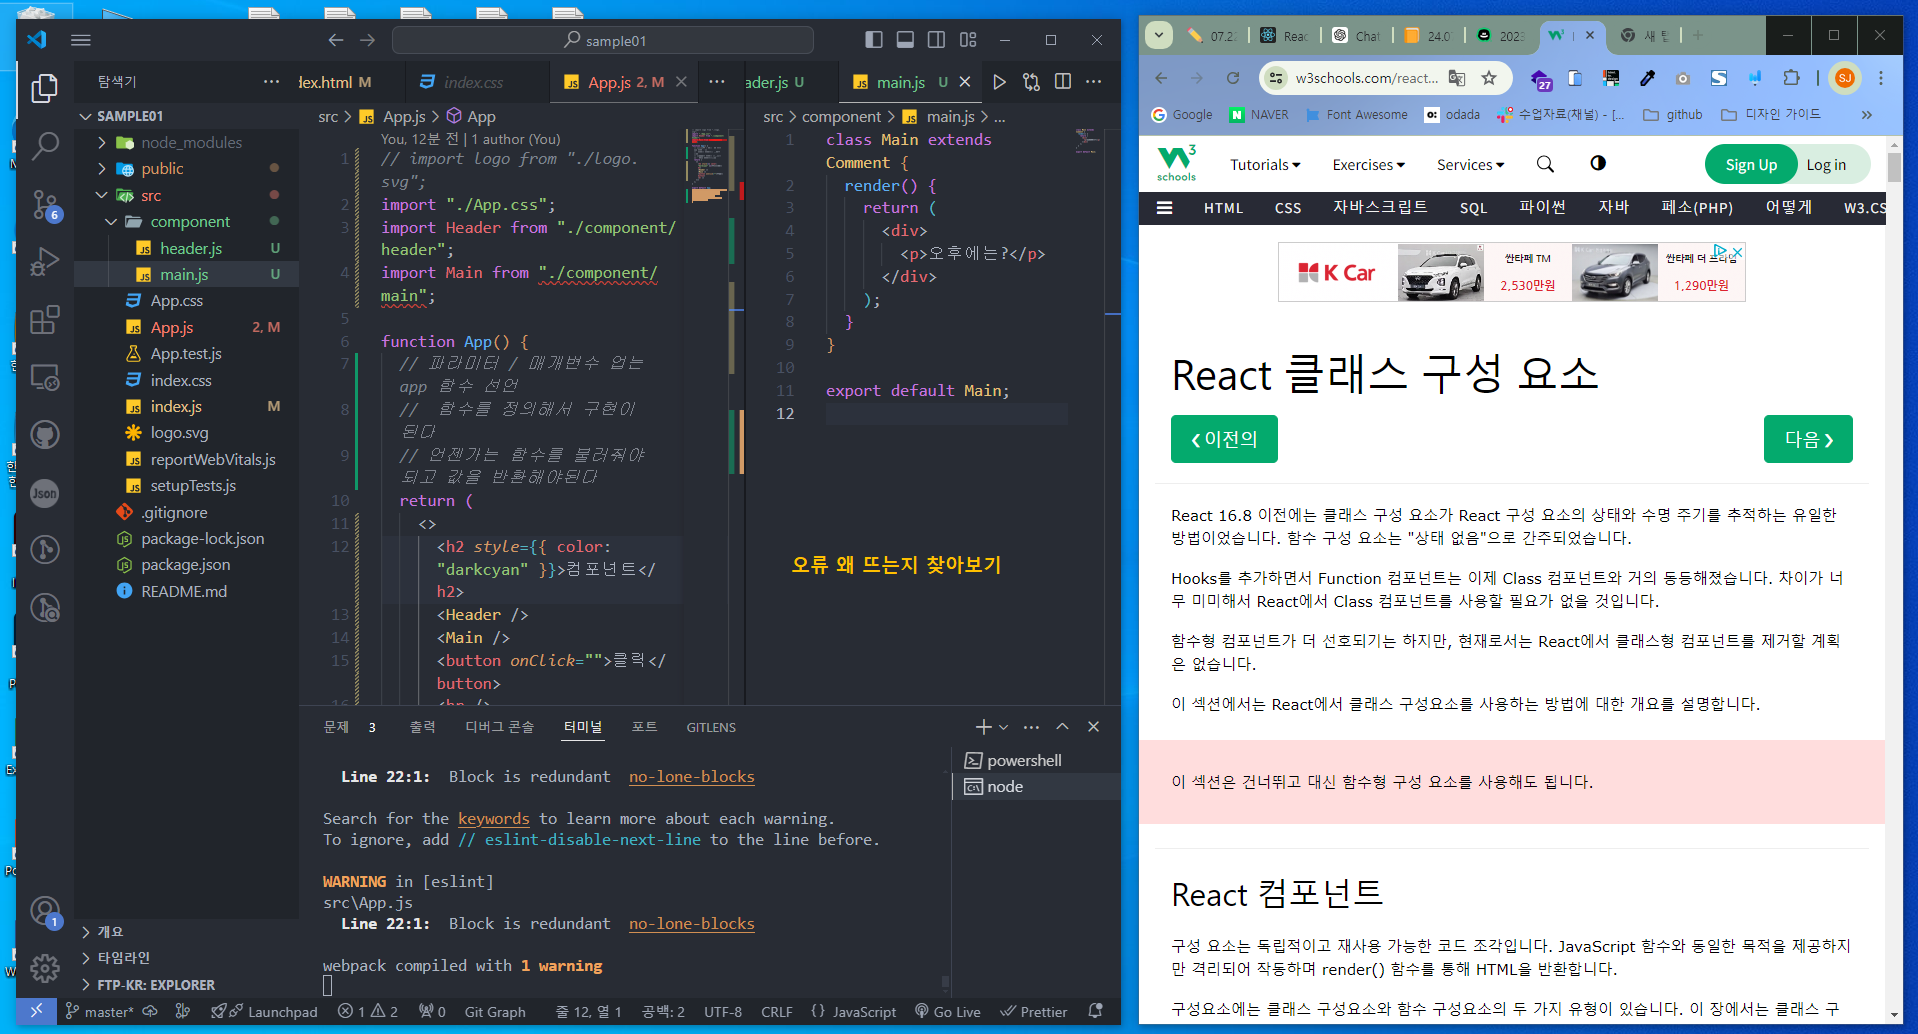 sample01
탐색기
dex.html M
index.css
App.js 2, M
ader.js U
main.js U
SAMPLE01
node_modules
public
src
component
header.js U
main.js U
App.css
App.js 2, M
App.test.js
index.css
index.js M
logo.svg
reportWebVitals.js
setupTests.js
.gitignore
package-lock.json
package.json
README.md
개요
타임라인
FTP-KR: EXPLORER
Json
6
1
src > App.js > App
You, 12분 전 | 1 author (You)
1 // import logo from "./logo.
svg";
2 import "./App.css";
3 import Header from "./component/
header";
4 import Main from "./component/
main";
5
6 function App() {
7 // 파라미터 / 매개변수 없는
app 함수 선언
8 // 함수를 정의해서 구현이
된다
9 // 언젠가는 함수를 불러줘야
되고 값을 반환해야된다
10 return (
11 <>
12 <h2 style={{ color:
"darkcyan" }}>컴포넌트</
h2>
13 <Header />
14 <Main />
15 <button onClick="">클릭</
button>
16 <br />
src > component > main.js > ...
1 class Main extends
Comment {
2 render() {
3 return (
4 <div>
5 <p>오후에는?</p>
6 </div>
7 );
8 }
9 }
10
11 export default Main;
12
오류 왜 뜨는지 찾아보기
문제 3 출력 디버그 콘솔 터미널 포트 GITLENS
powershell
node
Line 22:1: Block is redundant no-lone-blocks
Search for the keywords to learn more about each warning.
To ignore, add // eslint-disable-next-line to the line before.
WARNING in [eslint]
src\App.js
Line 22:1: Block is redundant no-lone-blocks
webpack compiled with 1 warning
master* Launchpad 1 2 0 Git Graph 줄 12, 열 1 공백: 2 UTF-8 CRLF {} JavaScript Go Live Prettier
07.2 Reac Chat 24.0 2023 새 탭
w3schools.com/react...
27
SJ
Google NAVER Font Awesome odada 수업자료(채널) - [... github 디자인 가이드 »
W3 schools
Tutorials Exercises Services Sign Up Log in
HTML CSS 자바스크립트 SQL 파이썬 자바 페소(PHP) 어떻게 W3.CS
K Car
싼타페 TM
2,530만원
싼타페 더 프라임
1,290만원
React 클래스 구성 요소
❮ 이전의
다음 ❯
React 16.8 이전에는 클래스 구성 요소가 React 구성 요소의 상태와 수명 주기를 추적하는 유일한
방법이었습니다. 함수 구성 요소는 "상태 없음"으로 간주되었습니다.
Hooks를 추가하면서 Function 컴포넌트는 이제 Class 컴포넌트와 거의 동등해졌습니다. 차이가 너
무 미미해서 React에서 Class 컴포넌트를 사용할 필요가 없을 것입니다.
함수형 컴포넌트가 더 선호되기는 하지만, 현재로서는 React에서 클래스형 컴포넌트를 제거할 계획
은 없습니다.
이 섹션에서는 React에서 클래스 구성요소를 사용하는 방법에 대한 개요를 설명합니다.
이 섹션은 건너뛰고 대신 함수형 구성 요소를 사용해도 됩니다.
React 컴포넌트
구성 요소는 독립적이고 재사용 가능한 코드 조각입니다. JavaScript 함수와 동일한 목적을 제공하지
만 격리되어 작동하며 render() 함수를 통해 HTML을 반환합니다.
구성요소에는 클래스 구성요소와 함수 구성요소의 두 가지 유형이 있습니다. 이 장에서는 클래스 구